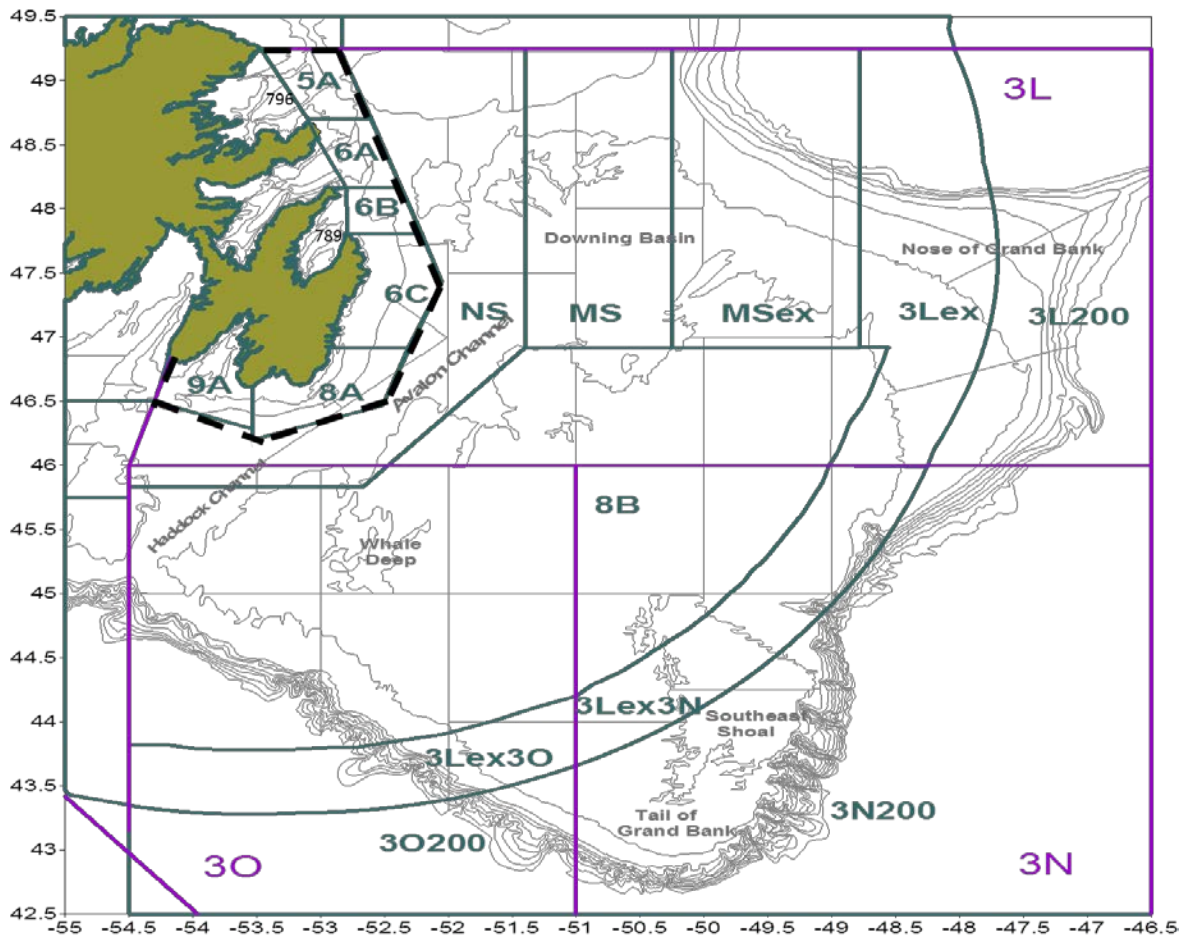 49.5
49
48.5
48
47.5
47
46.5
46
45.5
45
44.5
44
43.5
43
42.5
-55
-54.5
-54
-53.5
-53
-52.5
-52
-51.5
-51
-50.5
-50
-49.5
-49
-48.5
-48
-47.5
-47
-46.5
5A
3L
796
6A
6B
789
Downing Basin
Nose of Grand Bank
6C
NS
MS
MSex
3Lex
3L200
Avalon Channel
9A
8A
Haddock Channel
8B
Whale
Deep
3Lex3N
Southeast
Shoal
3Lex3O
Tail of
Grand Bank
3N200
3O200
3O
3N